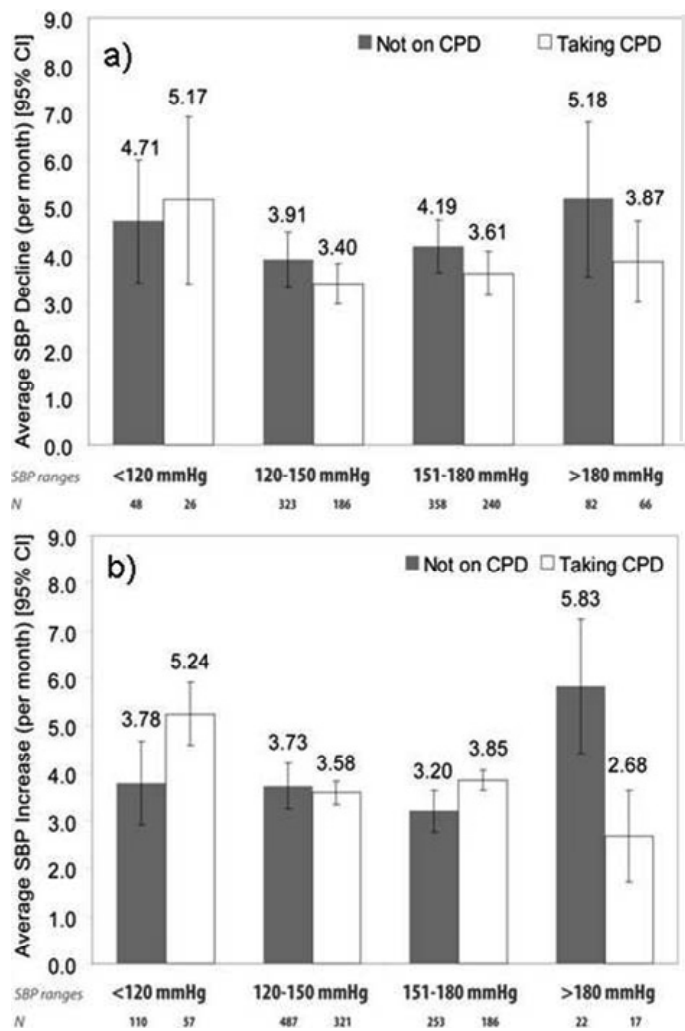 9.0
a)
Not on CPD Taking CPD
8.0
7.0
6.0
5.0
4.0
3.0
2.0
1.0
0.0
Average SBP Decline (per month) [95% CI]
4.71 5.17 3.91 3.40 4.19 3.61 5.18 3.87
SBP ranges <120 mmHg 120-150 mmHg 151-180 mmHg >180 mmHg
N 48 26 323 186 358 240 82 66
9.0
b)
Not on CPD Taking CPD
8.0
7.0
6.0
5.0
4.0
3.0
2.0
1.0
0.0
Average SBP Increase (per month) [95% CI]
3.78 5.24 3.73 3.58 3.20 3.85 5.83 2.68
SBP ranges <120 mmHg 120-150 mmHg 151-180 mmHg >180 mmHg
N 110 57 487 321 253 186 22 17